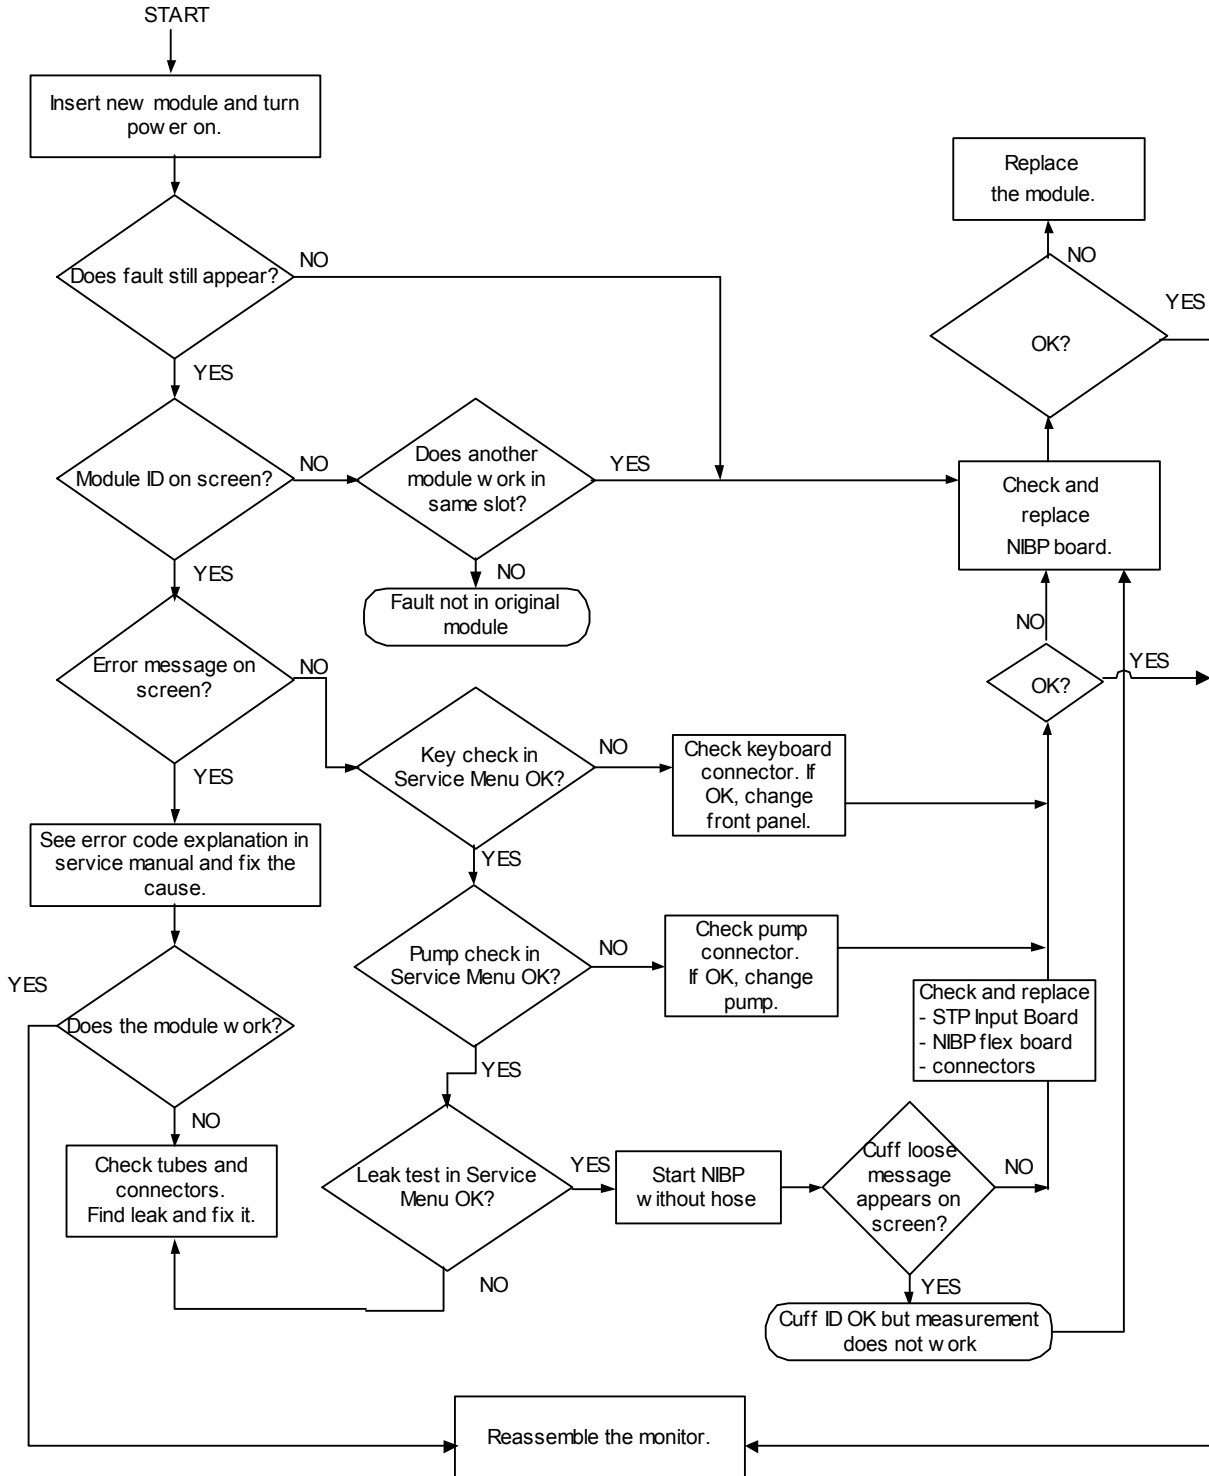 START
Insert new module and turn
power on.
Does fault still appear?
NO
YES
Replace
the module.
NO
YES
OK?
Module ID on screen?
NO
Does another
module work in
same slot?
YES
Check and
replace
NIBP board.
YES
NO
Fault not in original
module
Error message on
screen?
NO
NO
YES
OK?
YES
Key check in
Service Menu OK?
NO
Check keyboard
connector. If
OK, change
front panel.
See error code explanation in
service manual and fix the
cause.
YES
Pump check in
Service Menu OK?
NO
Check pump
connector.
If OK, change
pump.
YES
Does the module work?
Check and replace
- STP Input Board
- NIBP flex board
- connectors
YES
NO
Check tubes and
connectors.
Find leak and fix it.
Leak test in Service
Menu OK?
YES
Start NIBP
without hose
Cuff loose
message
appears on
screen?
NO
NO
YES
Cuff ID OK but measurement
does not work
Reassemble the monitor.